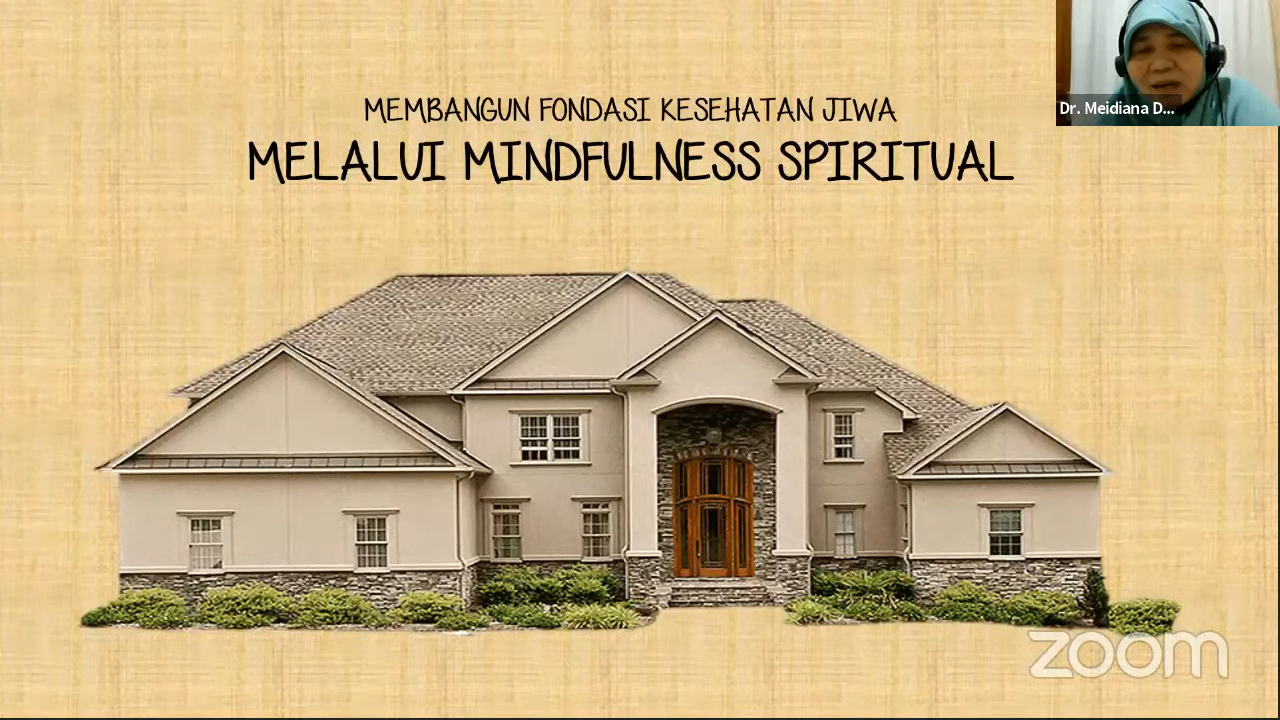 MEMBANGUN FONDASI KESEHATAN JIWA
MELALUI MINDFULNESS SPIRITUAL
Dr. Meidiana D...
zoom